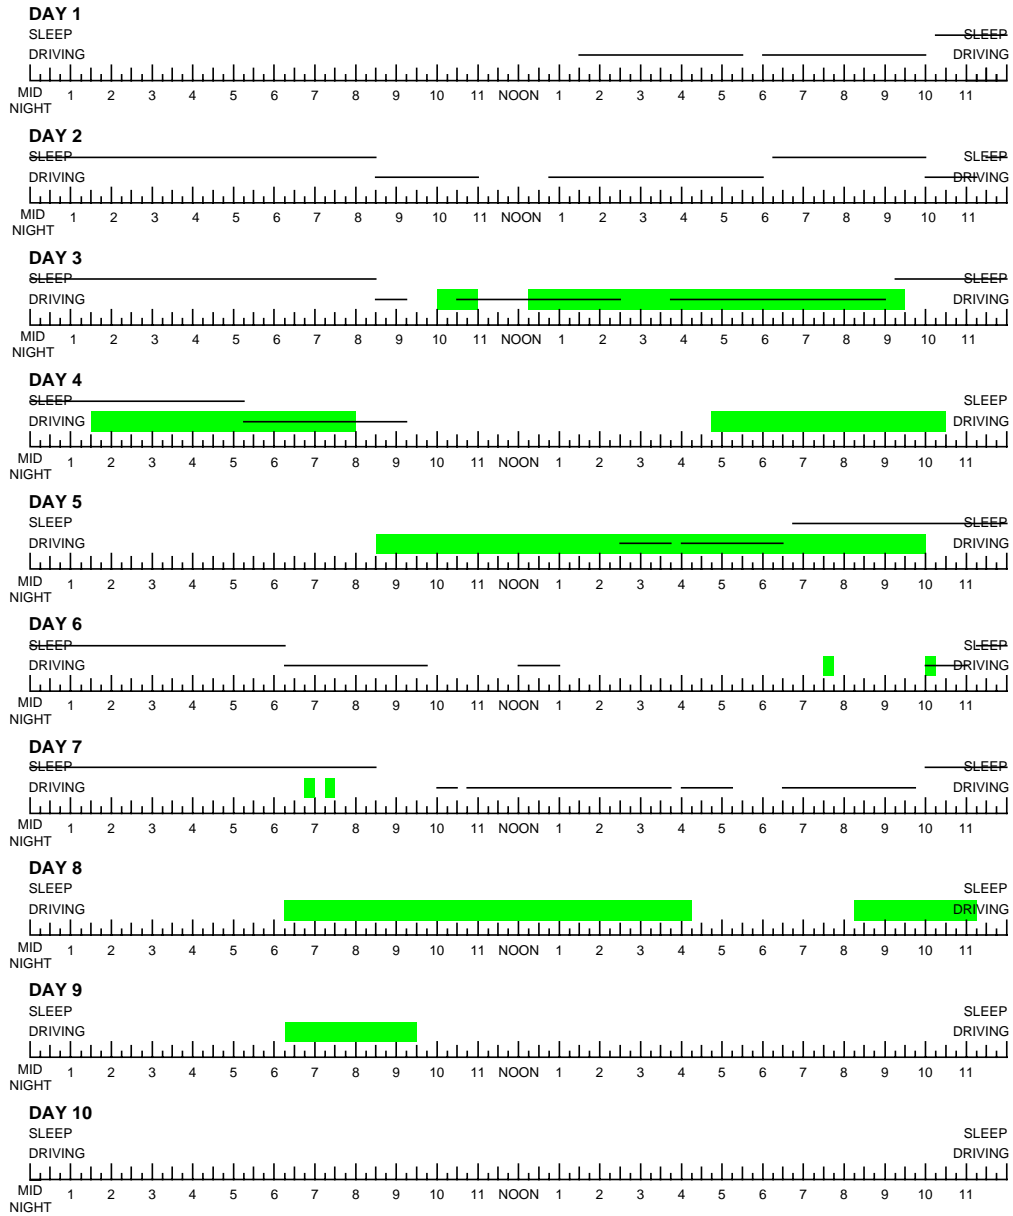 DAY 1
SLEEP SLEEP
DRIVING DRIVING
MID 1 2 3 4 5 6 7 8 9 10 11 NOON 1 2 3 4 5 6 7 8 9 10 11
NIGHT
DAY 2
SLEEP SLEEP
DRIVING DRIVING
MID 1 2 3 4 5 6 7 8 9 10 11 NOON 1 2 3 4 5 6 7 8 9 10 11
NIGHT
DAY 3
SLEEP SLEEP
DRIVING DRIVING
MID 1 2 3 4 5 6 7 8 9 10 11 NOON 1 2 3 4 5 6 7 8 9 10 11
NIGHT
DAY 4
SLEEP SLEEP
DRIVING DRIVING
MID 1 2 3 4 5 6 7 8 9 10 11 NOON 1 2 3 4 5 6 7 8 9 10 11
NIGHT
DAY 5
SLEEP SLEEP
DRIVING DRIVING
MID 1 2 3 4 5 6 7 8 9 10 11 NOON 1 2 3 4 5 6 7 8 9 10 11
NIGHT
DAY 6
SLEEP SLEEP
DRIVING DRIVING
MID 1 2 3 4 5 6 7 8 9 10 11 NOON 1 2 3 4 5 6 7 8 9 10 11
NIGHT
DAY 7
SLEEP SLEEP
DRIVING DRIVING
MID 1 2 3 4 5 6 7 8 9 10 11 NOON 1 2 3 4 5 6 7 8 9 10 11
NIGHT
DAY 8
SLEEP SLEEP
DRIVING DRIVING
MID 1 2 3 4 5 6 7 8 9 10 11 NOON 1 2 3 4 5 6 7 8 9 10 11
NIGHT
DAY 9
SLEEP SLEEP
DRIVING DRIVING
MID 1 2 3 4 5 6 7 8 9 10 11 NOON 1 2 3 4 5 6 7 8 9 10 11
NIGHT
DAY 10
SLEEP SLEEP
DRIVING DRIVING
MID 1 2 3 4 5 6 7 8 9 10 11 NOON 1 2 3 4 5 6 7 8 9 10 11
NIGHT